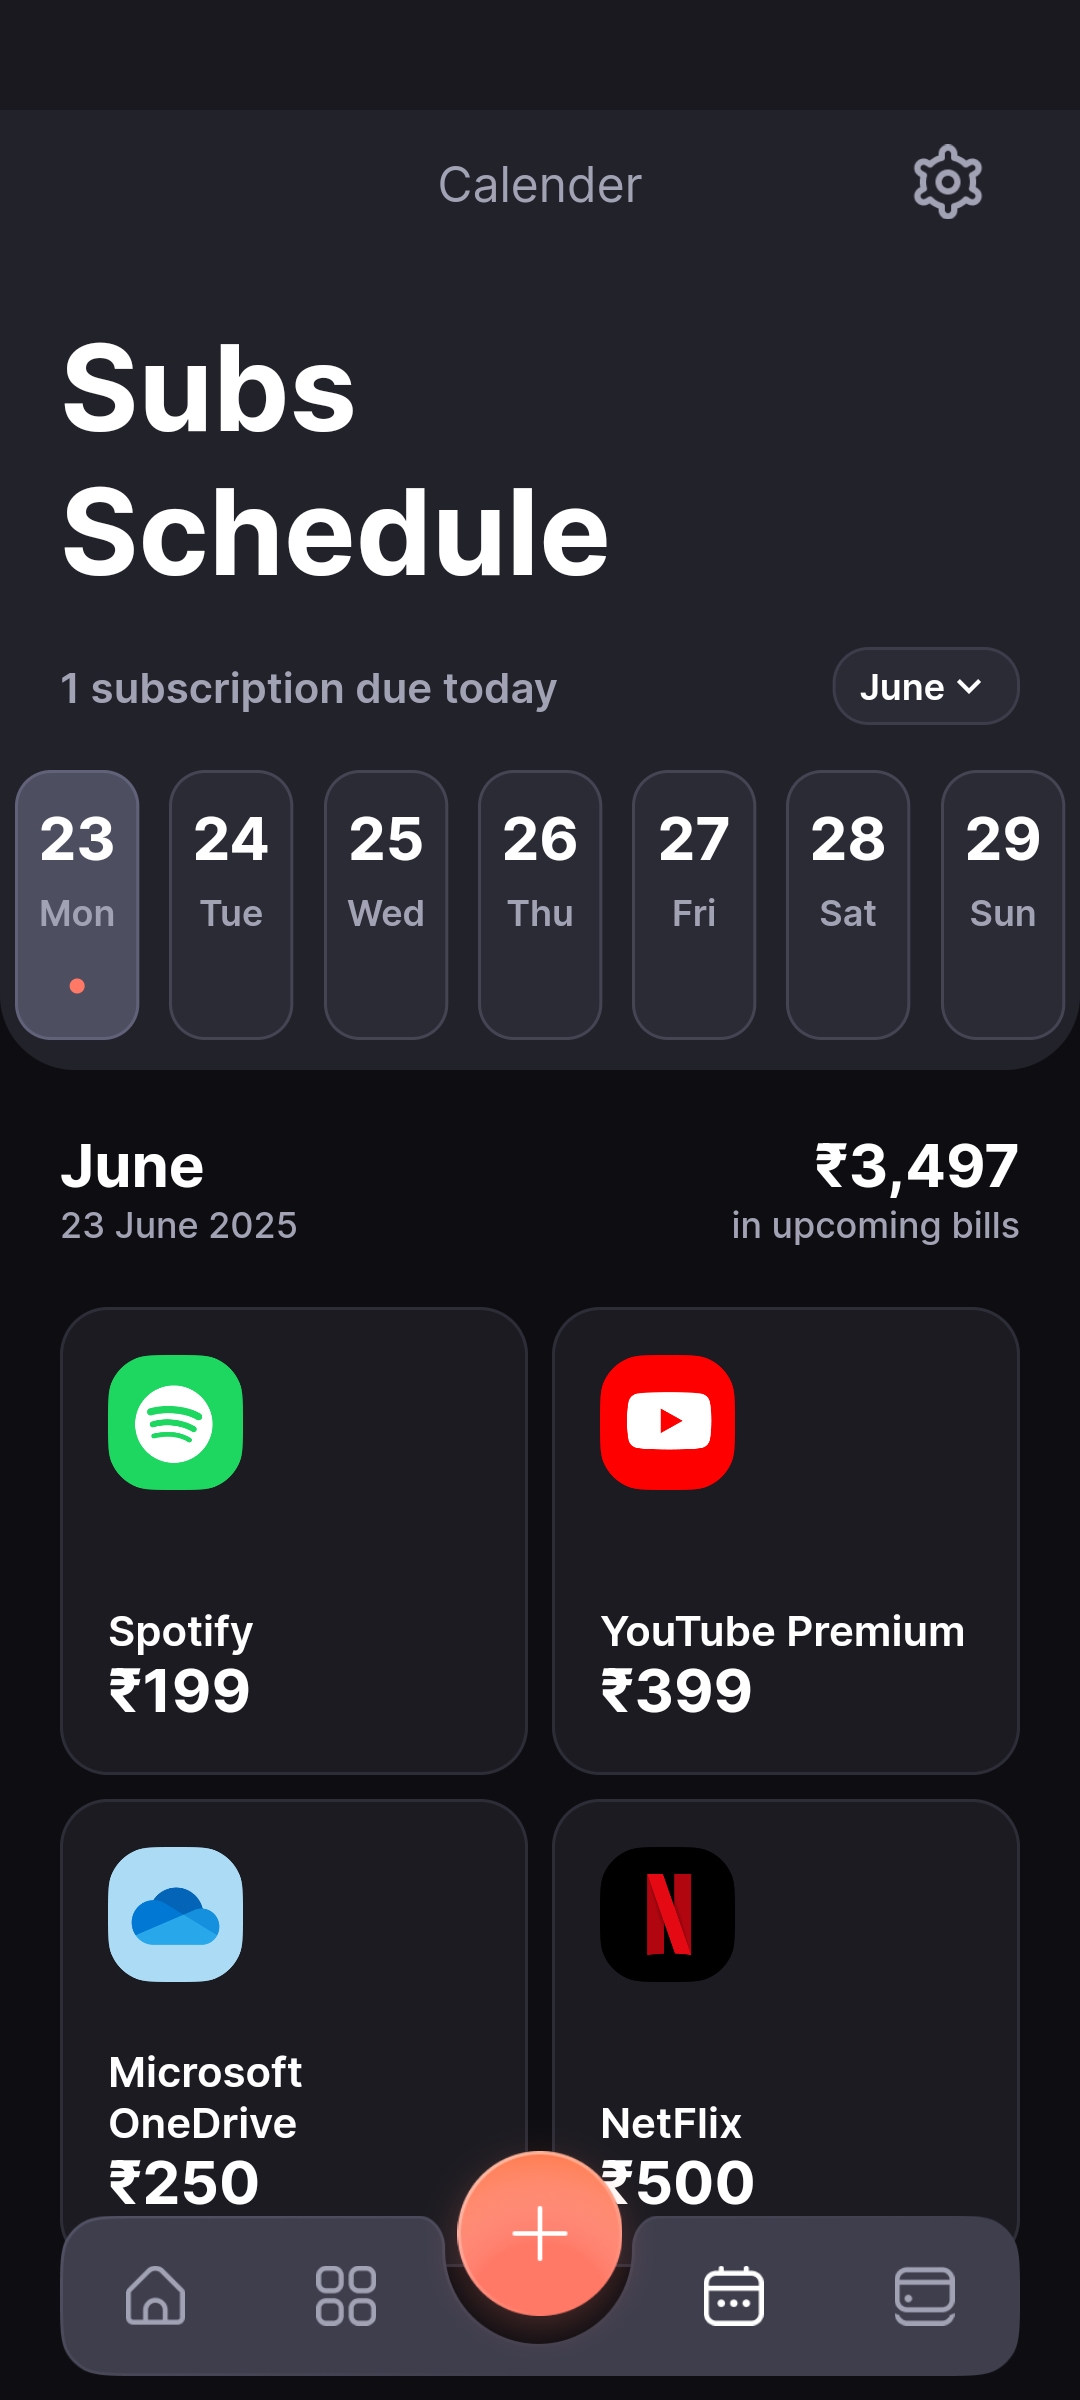 Calender
Subs
Schedule
1 subscription due today
June
23 24 25 26 27 28 29
Mon Tue Wed Thu Fri Sat Sun
June ₹3,497
23 June 2025 in upcoming bills
Spotify YouTube Premium
₹199 ₹399
Microsoft
OneDrive NetFlix
₹250 ₹500